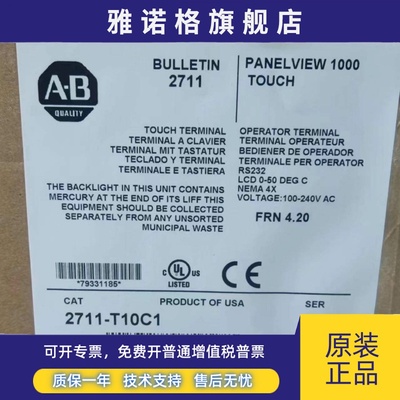 雅诺格旗舰店
A-B
QUALITY
BULLETIN
2711
PANELVIEW 1000
TOUCH
TOUCH TERMINAL
TERMINAL A CLAVIER
TERMINAL MIT TASTATUR
TECLADO Y TERMINAL
TERMINALE E TASTIERA
OPERATOR TERMINAL
TERMINAL OPERATEUR
BEDIENER DE OPERADOR
TERMINALE PER OPERATOR
RS232
LCD 0-50 DEG C
NEMA 4X
VOLTAGE:100-240V AC
THE BACKLIGHT IN THIS UNIT CONTAINS
MERCURY AT THE END OF ITS LIFF THIS
EQUIPMENT SHOULD BE COLLECTED
SEPARATELY FROM ANY UNSORTED
MUNICIPAL WASTE
FRN 4.20
*79331185*
C UL US
LISTED
CE
CAT
PRODUCT OF USA
SER
2711-T10C1
可开专票,免费开普通增值税普票
质保一年 技术支持 售后无忧
原装
正品